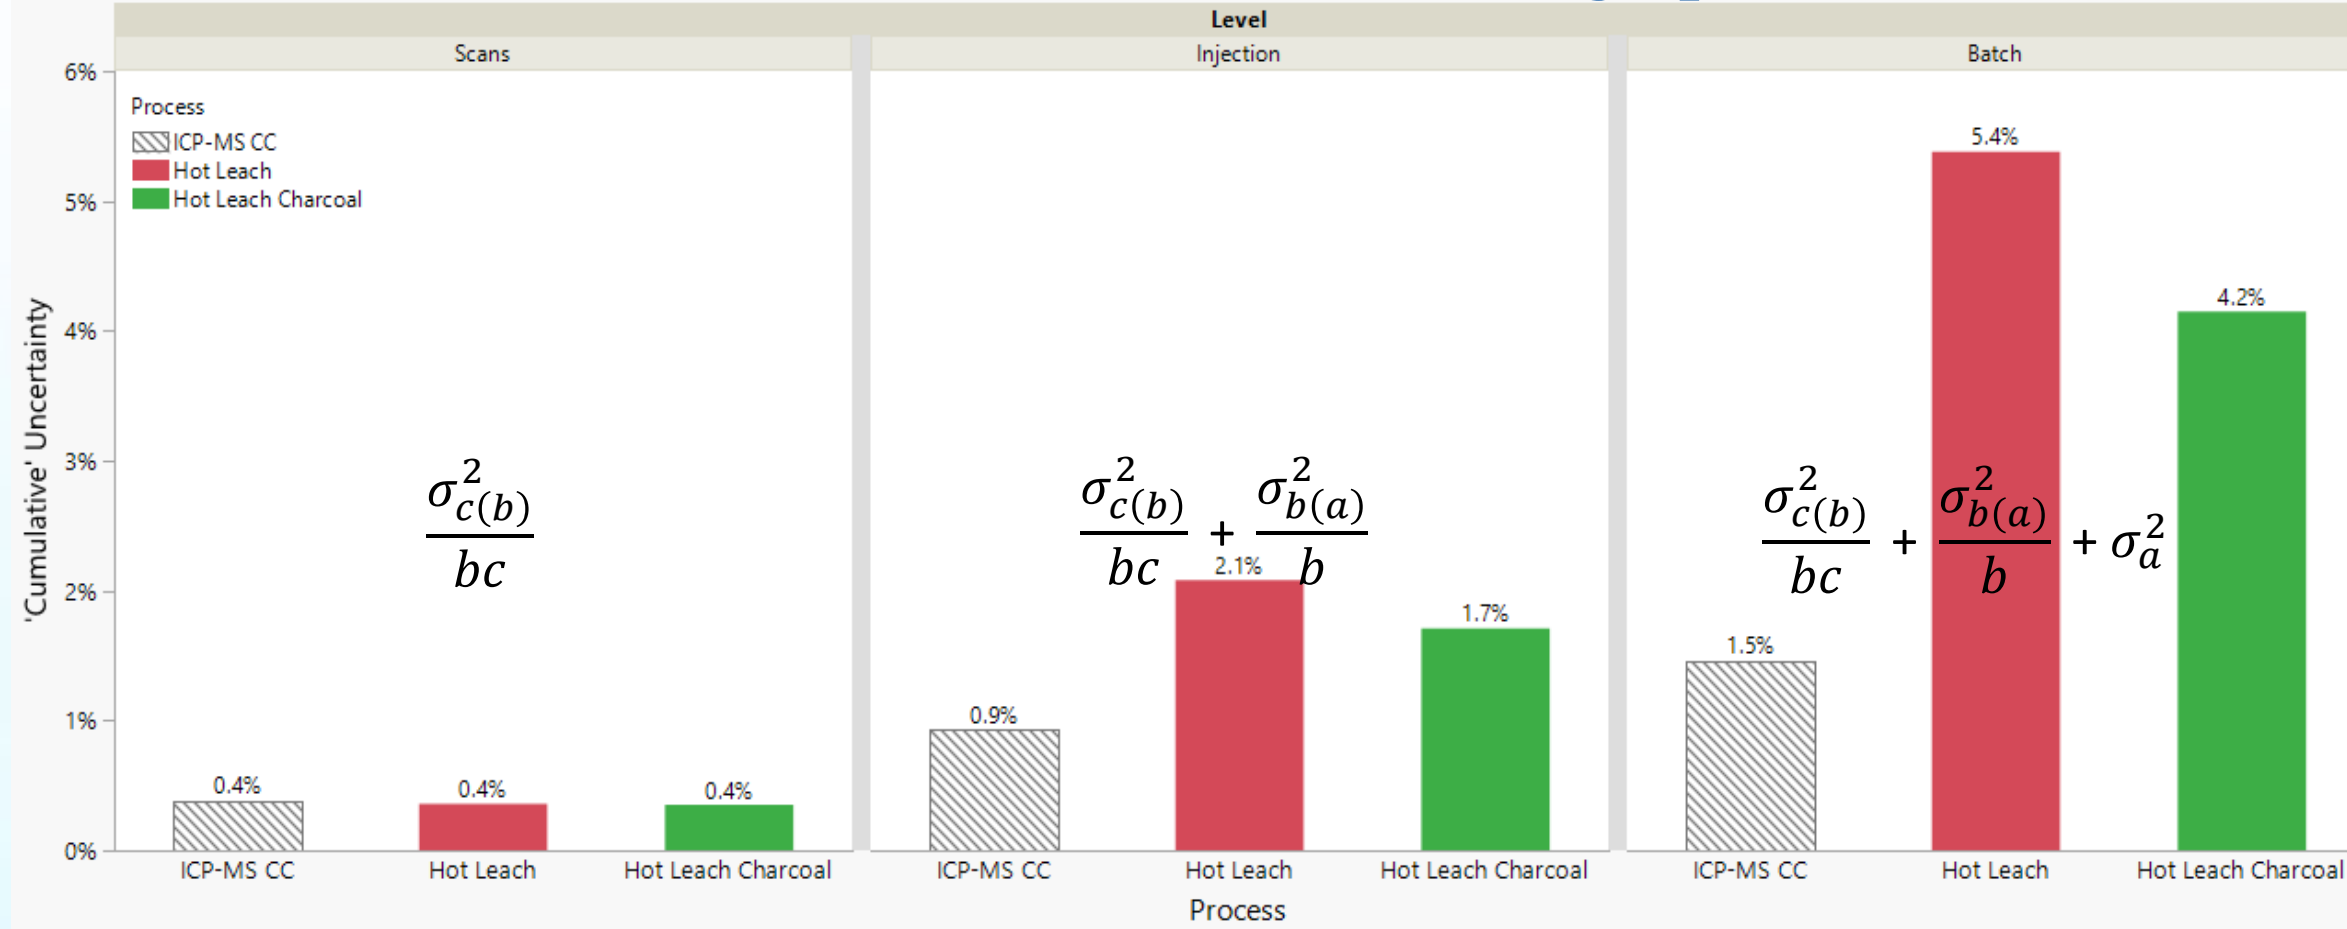 Level
Scans Injection Batch
6%
5%
4%
3%
2%
1%
0%
'Cumulative' Uncertainty
Process
ICP-MS CC
Hot Leach
Hot Leach Charcoal
0.4% 0.4% 0.4%
σ²c(b)/bc
0.9% 2.1% 1.7%
σ²c(b)/bc + σ²b(a)/b
1.5% 5.4% 4.2%
σ²c(b)/bc + σ²b(a)/b + σ²a
ICP-MS CC Hot Leach Hot Leach Charcoal ICP-MS CC Hot Leach Hot Leach Charcoal ICP-MS CC Hot Leach Hot Leach Charcoal
Process